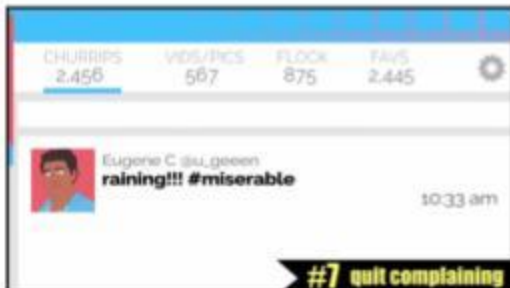 CHURRIPS VIDS/PICS FLOCK FAVS
2,456 567 875 2,445
Eugene C @u_geeen
raining!!! #miserable
10:33 am
#7 quit complaining